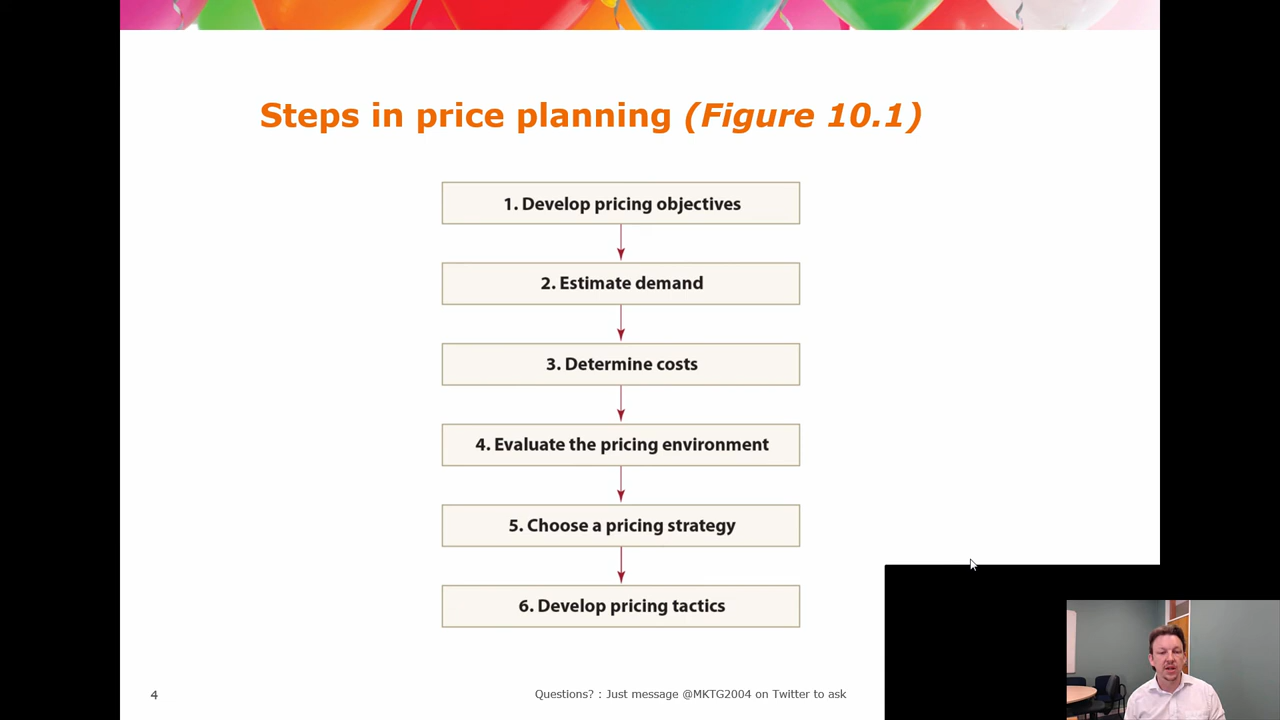 Steps in price planning (Figure 10.1)
1. Develop pricing objectives
2. Estimate demand
3. Determine costs
4. Evaluate the pricing environment
5. Choose a pricing strategy
6. Develop pricing tactics
4
Questions? : Just message @MKTG2004 on Twitter to ask